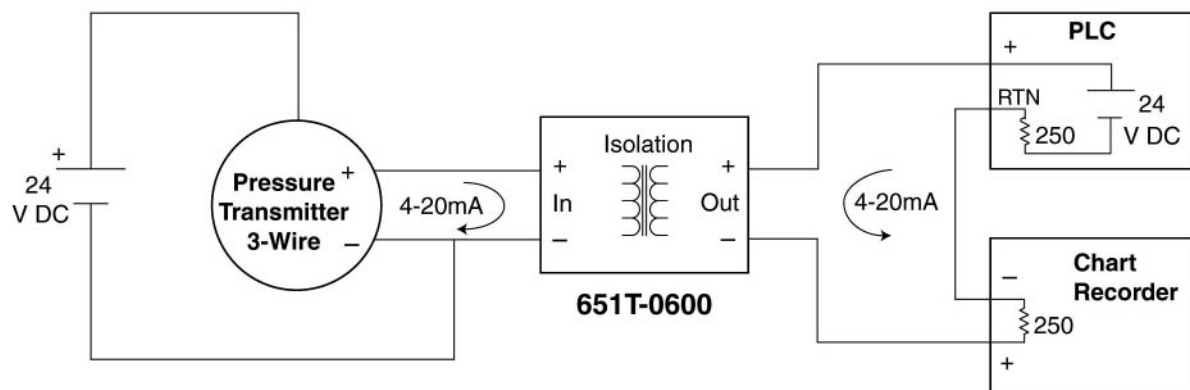 +
24
V DC
Pressure +
Transmitter
3-Wire −
4-20mA
Isolation
+ +
In Out
− −
651T-0600
4-20mA
PLC
+
RTN
24
250 V DC
Chart
− Recorder
250
+